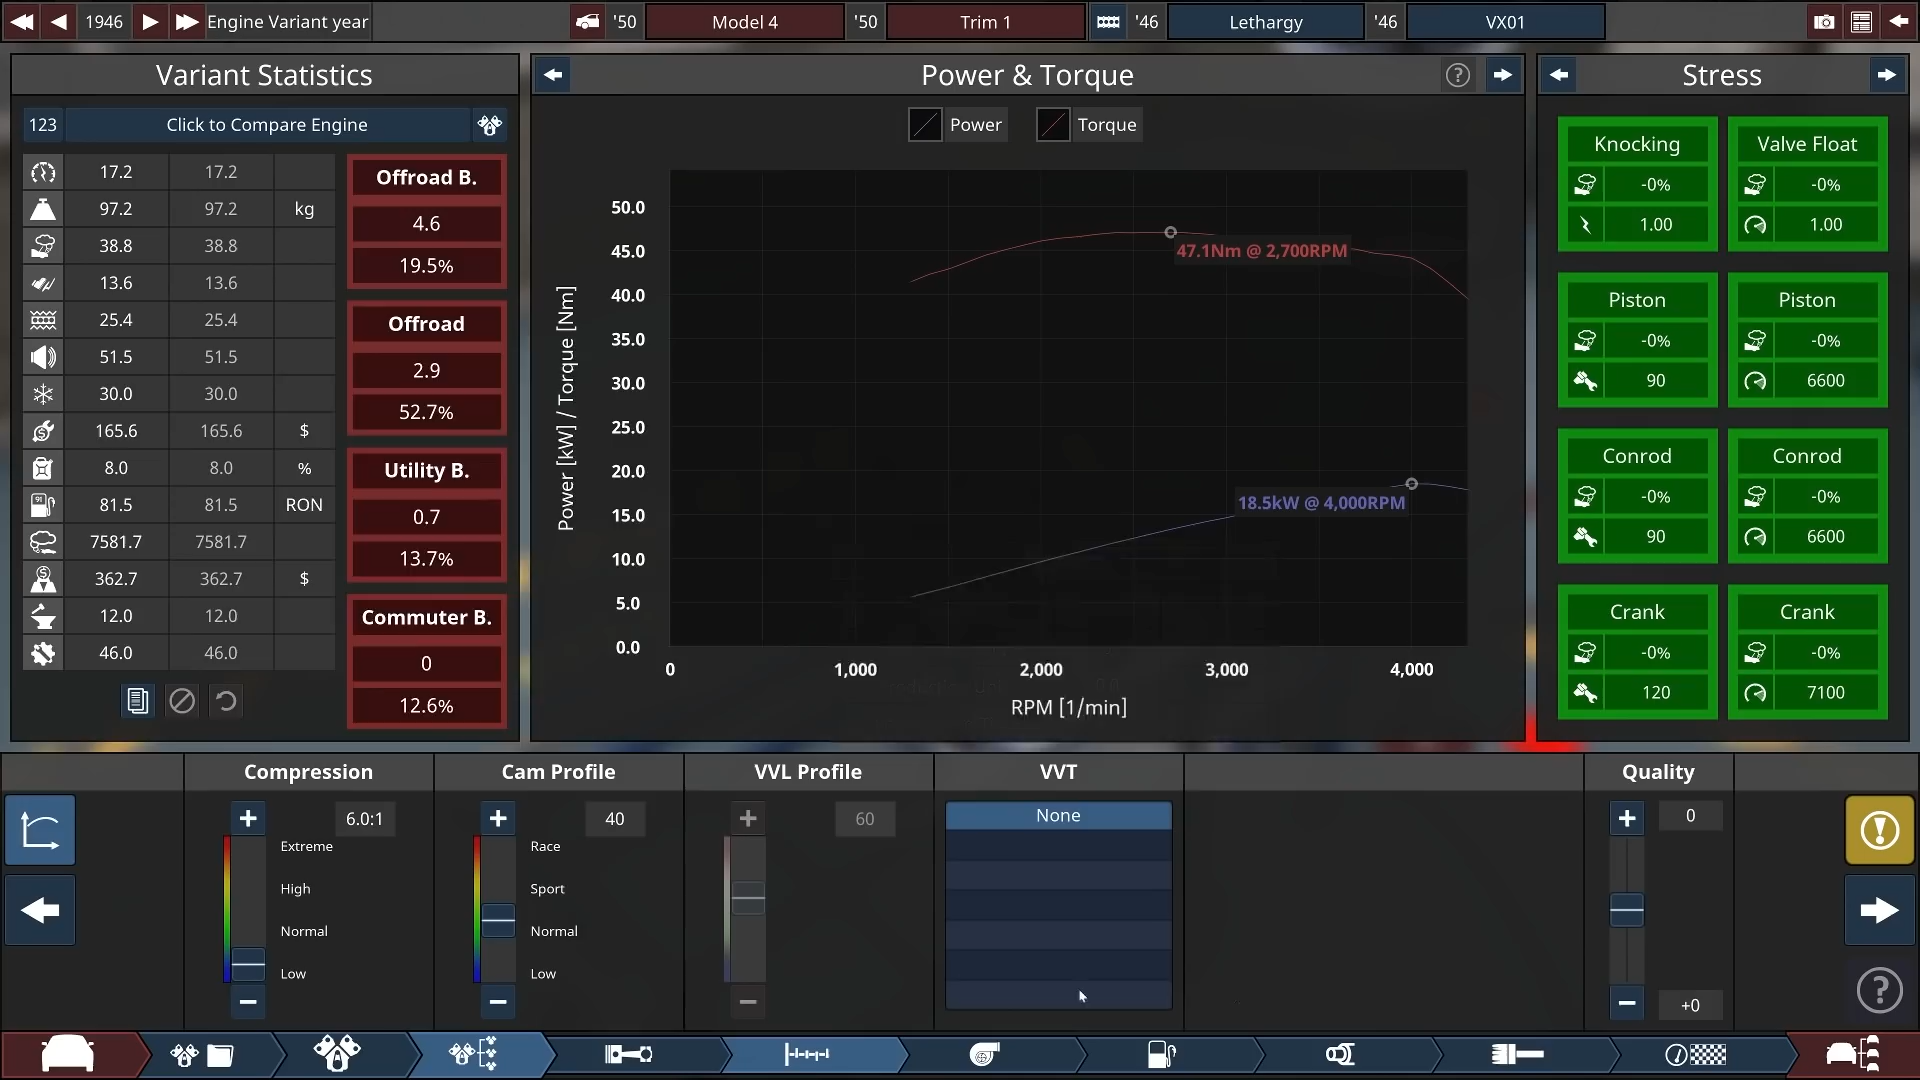 1946 Engine Variant year '50 Model 4 '50 Trim 1 '46 Lethargy '46 VX01
Variant Statistics
123 Click to Compare Engine
17.2 17.2
97.2 97.2 kg
38.8 38.8
13.6 13.6
25.4 25.4
51.5 51.5
30.0 30.0
165.6 165.6 $
8.0 8.0 %
91 81.5 81.5 RON
7581.7 7581.7
362.7 362.7 $
12.0 12.0
46.0 46.0
Offroad B.
4.6
19.5%
Offroad
2.9
52.7%
Utility B.
0.7
13.7%
Commuter B.
0
12.6%
Power & Torque
?
Power Torque
Power [kW] / Torque [Nm]
50.0
45.0
40.0
35.0
30.0
25.0
20.0
15.0
10.0
5.0
0.0
47.1Nm @ 2,700RPM
18.5kW @ 4,000RPM
0 1,000 2,000 3,000 4,000
RPM [1/min]
Stress
Knocking Valve Float
-0% -0%
1.00 1.00
Piston Piston
-0% -0%
90 6600
Conrod Conrod
-0% -0%
90 6600
Crank Crank
-0% -0%
120 7100
Compression
+ 6.0:1
Extreme
High
Normal
Low
−
Cam Profile
+ 40
Race
Sport
Normal
Low
−
VVL Profile
+ 60
−
VVT
None
Quality
+ 0
− +0
!
?